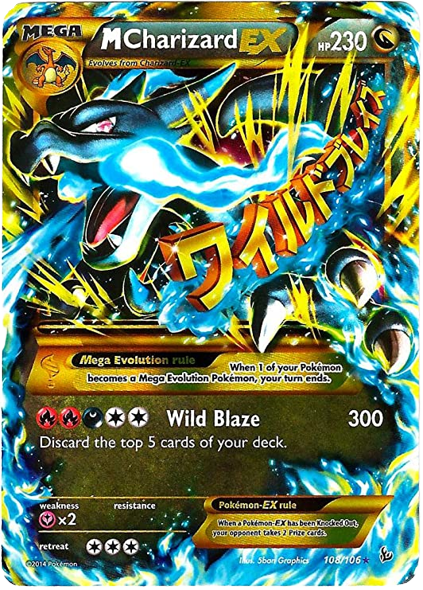 MEGA
M Charizard EX
HP 230
Evolves from Charizard-EX
ワイルドブレイズ
Mega Evolution rule
When 1 of your Pokémon
becomes a Mega Evolution Pokémon, your turn ends.
Wild Blaze 300
Discard the top 5 cards of your deck.
weakness resistance
×2
Pokémon-EX rule
When a Pokémon-EX has been Knocked Out,
your opponent takes 2 Prize cards.
retreat
©2014 Pokémon
Illus. 5ban Graphics
108/106